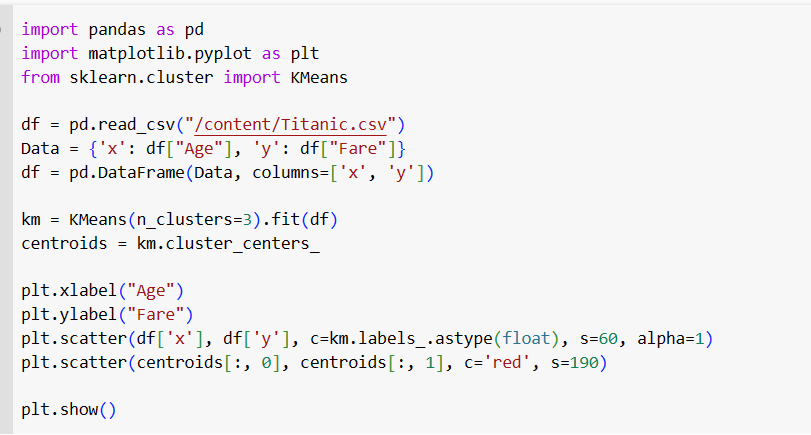 import pandas as pd
import matplotlib.pyplot as plt
from sklearn.cluster import KMeans
df = pd.read_csv("/content/Titanic.csv")
Data = {'x': df["Age"], 'y': df["Fare"]}
df = pd.DataFrame(Data, columns=['x', 'y'])
km = KMeans(n_clusters=3).fit(df)
centroids = km.cluster_centers_
plt.xlabel("Age")
plt.ylabel("Fare")
plt.scatter(df['x'], df['y'], c=km.labels_.astype(float), s=60, alpha=1)
plt.scatter(centroids[:, 0], centroids[:, 1], c='red', s=190)
plt.show()